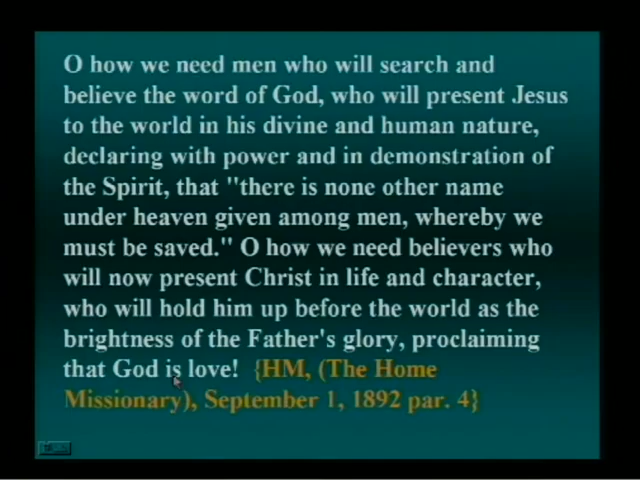 O how we need men who will search and
believe the word of God, who will present Jesus
to the world in his divine and human nature,
declaring with power and in demonstration of
the Spirit, that "there is none other name
under heaven given among men, whereby we
must be saved." O how we need believers who
will now present Christ in life and character,
who will hold him up before the world as the
brightness of the Father's glory, proclaiming
that God is love! {HM, (The Home
Missionary), September 1, 1892 par. 4}